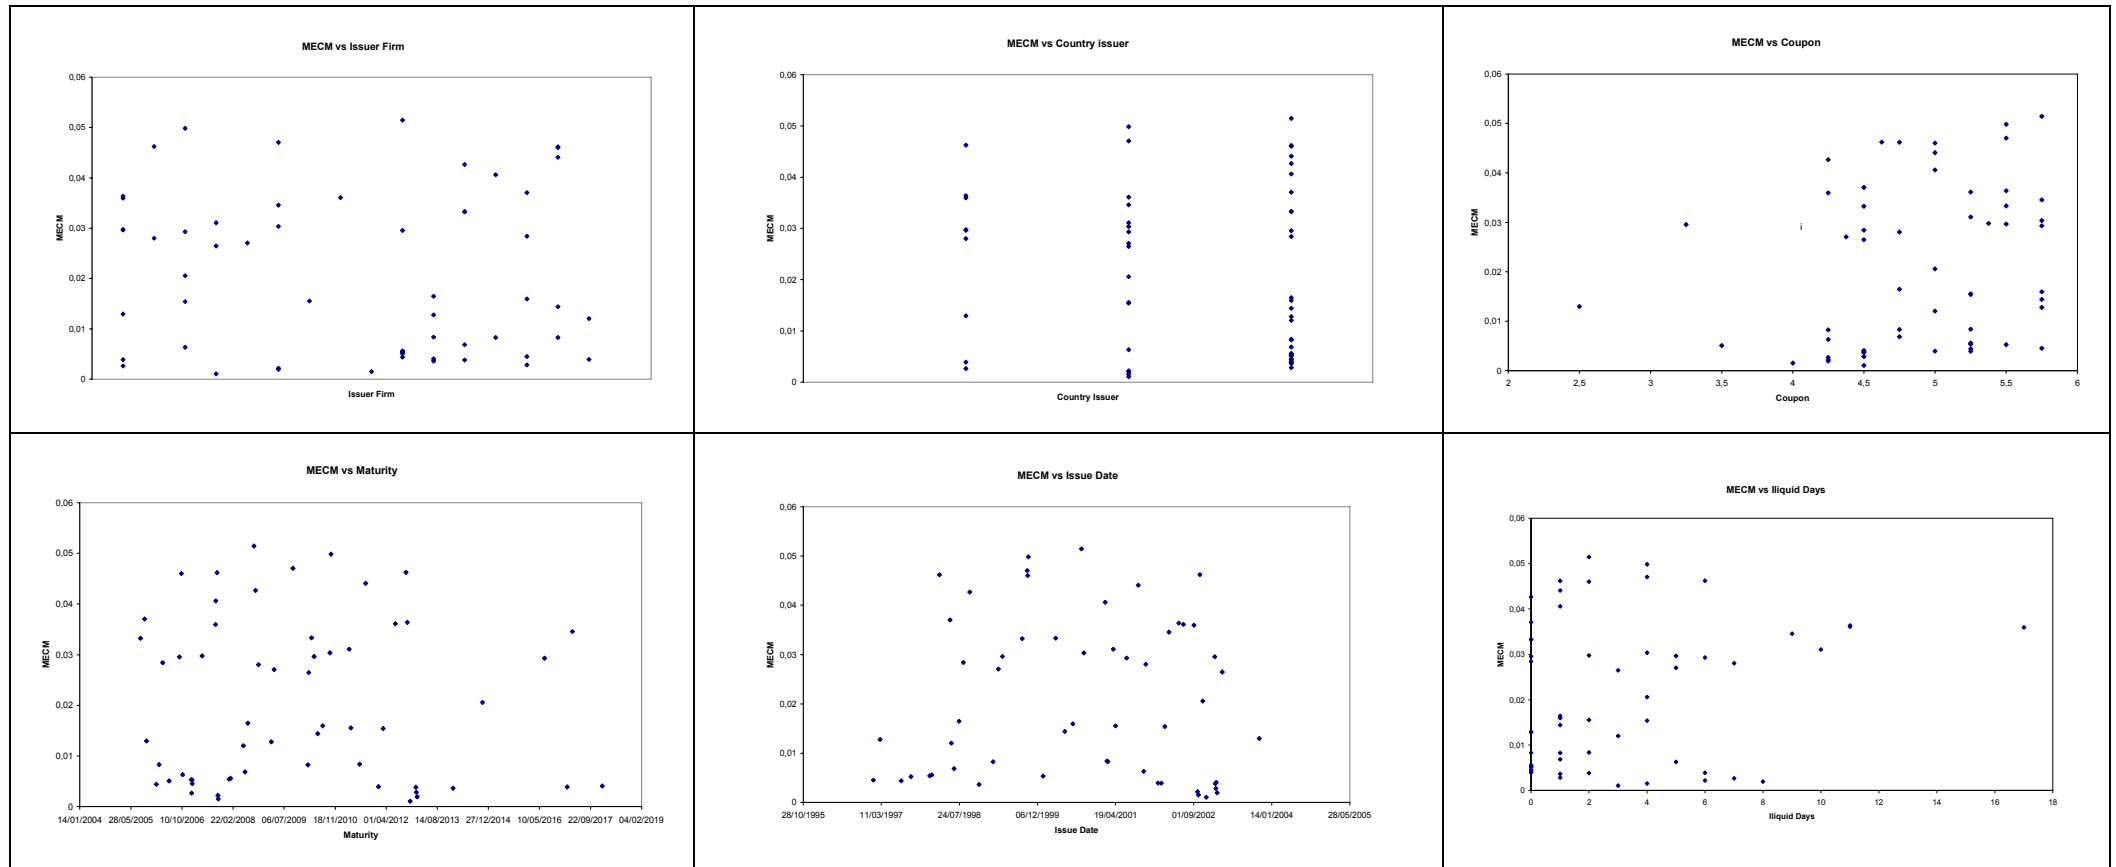 MECM vs Issuer Firm
0,06
0,05
0,04
0,03
0,02
0,01
0
MECM
Issuer Firm
MECM vs Country issuer
0,06
0,05
0,04
0,03
0,02
0,01
0
MECM
Country Issuer
MECM vs Coupon
0,06
0,05
0,04
0,03
0,02
0,01
0
MECM
i
2 2,5 3 3,5 4 4,5 5 5,5 6
Coupon
MECM vs Maturity
0,06
0,05
0,04
0,03
0,02
0,01
0
MECM
14/01/2004 28/05/2005 10/10/2006 22/02/2008 06/07/2009 18/11/2010 01/04/2012 14/08/2013 27/12/2014 10/05/2016 22/09/2017 04/02/2019
Maturity
MECM vs Issue Date
0,06
0,05
0,04
0,03
0,02
0,01
0
MECM
28/10/1995 11/03/1997 24/07/1998 06/12/1999 19/04/2001 01/09/2002 14/01/2004 28/05/2005
Issue Date
MECM vs Iliquid Days
0,06
0,05
0,04
0,03
0,02
0,01
0
MECM
0 2 4 6 8 10 12 14 16 18
Iliquid Days